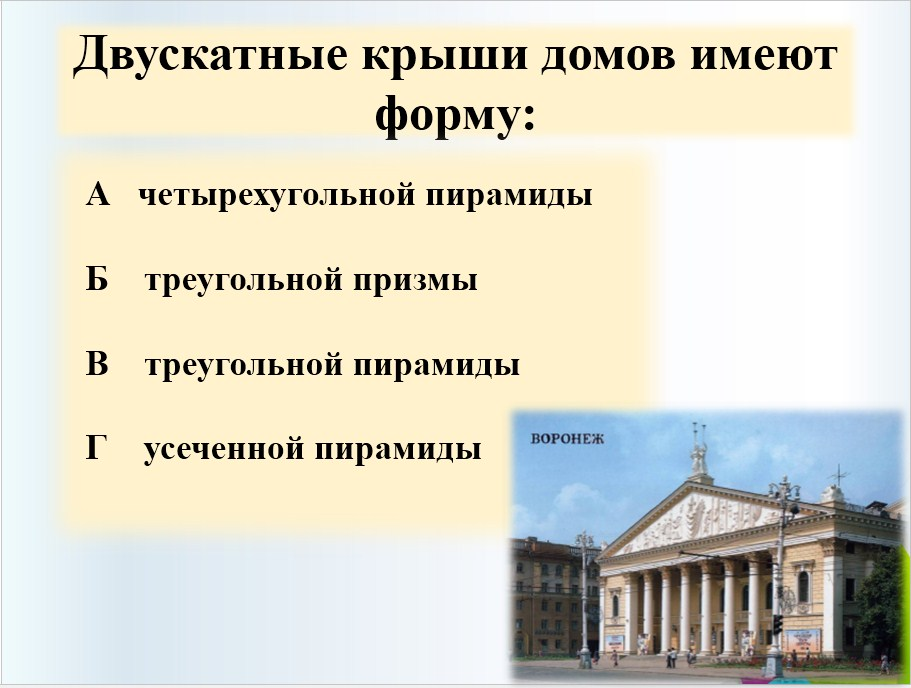 Двускатные крыши домов имеют
форму:
А четырехугольной пирамиды
Б треугольной призмы
В треугольной пирамиды
Г усеченной пирамиды
ВОРОНЕЖ